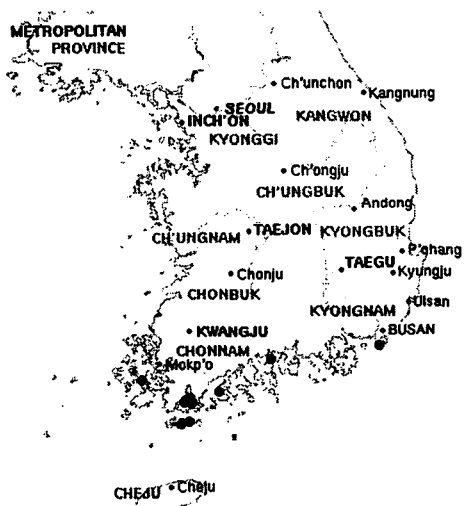 METROPOLITAN
PROVINCE
Ch'unchon
Kangnung
SEOUL
INCH'ON
KANGWON
KYONGGI
Ch'ongju
CH'UNGBUK
Andong
TAEJON
CH'UNGNAM
KYONGBUK
P'ohang
TAEGU
Chonju
Kyungju
CHONBUK
Ulsan
KYONGNAM
KWANGJU
BUSAN
CHONNAM
Mokp'o
CHEJU
Cheju